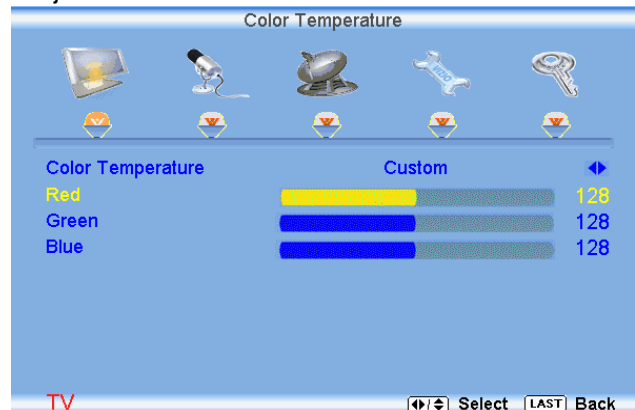 Color Temperature
Color Temperature Custom
Red 128
Green 128
Blue 128
TV Select LAST Back